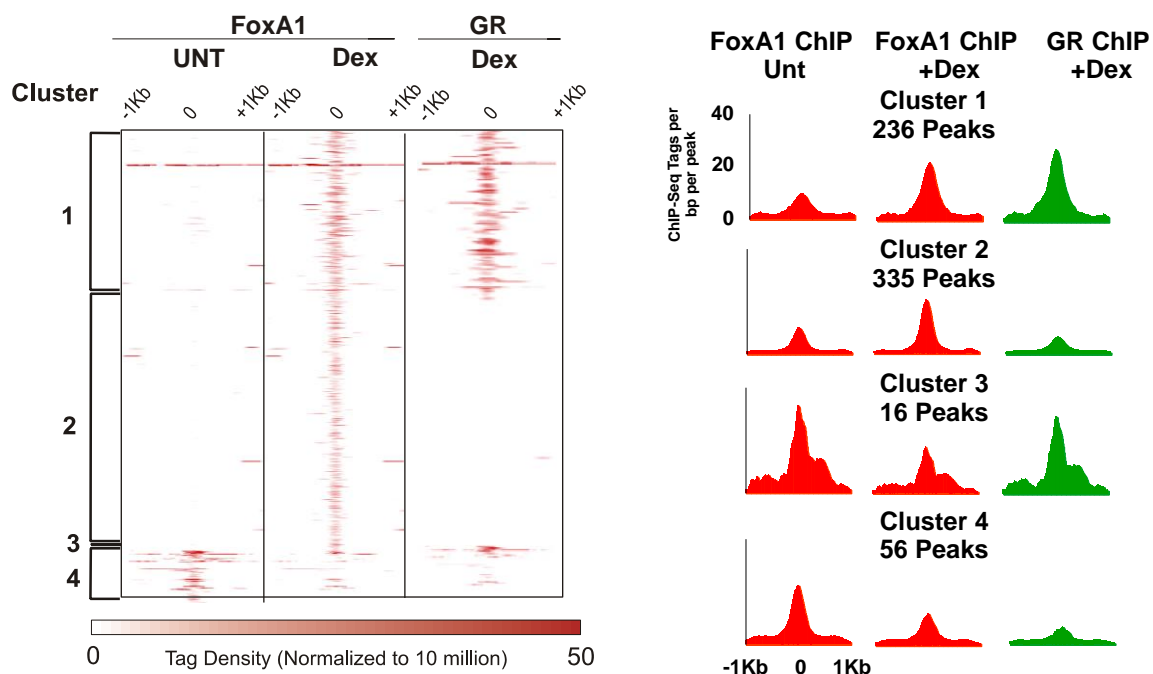 FoxA1 GR
UNT Dex Dex
Cluster
-1Kb 0 +1Kb -1Kb 0 +1Kb -1Kb 0 +1Kb
1
2
3
4
0 Tag Density (Normalized to 10 million) 50
FoxA1 ChIP FoxA1 ChIP GR ChIP
Unt +Dex +Dex
Cluster 1
236 Peaks
ChIP-Seq Tags per
bp per peak
40
20
0
Cluster 2
335 Peaks
Cluster 3
16 Peaks
Cluster 4
56 Peaks
-1Kb 0 1Kb